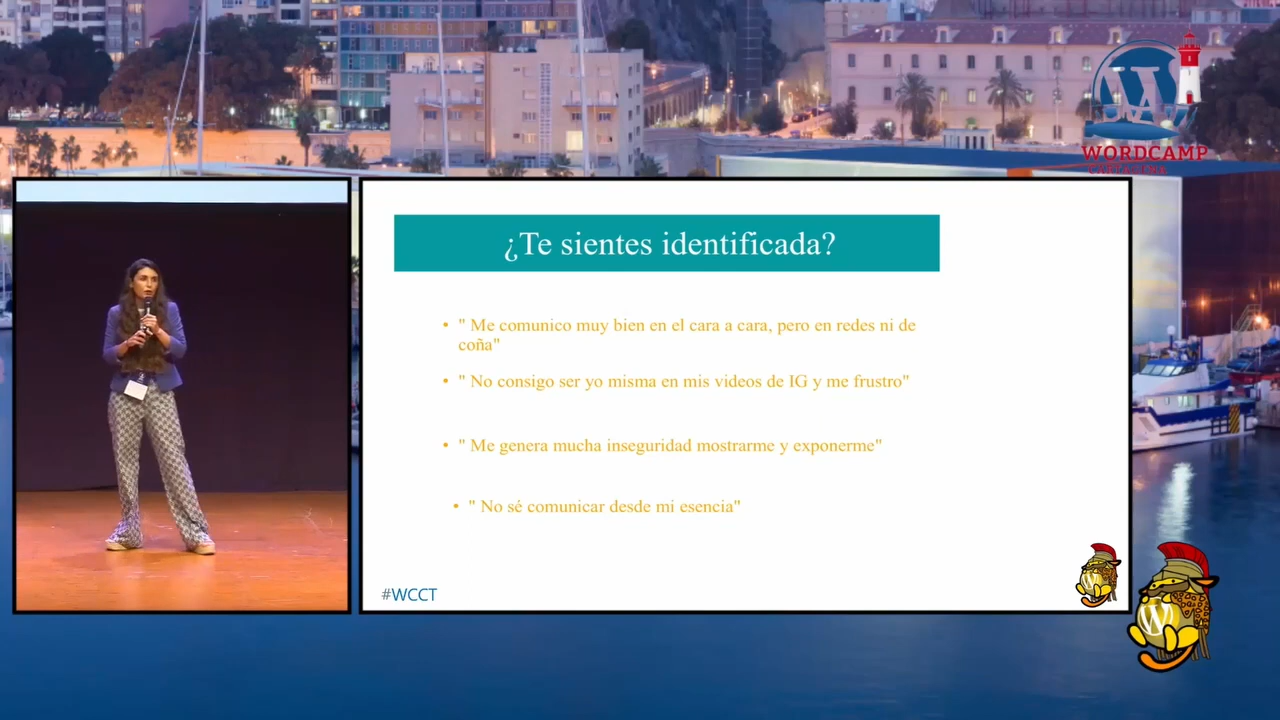 WORDCAMP
CARTAGENA
¿Te sientes identificada?
• " Me comunico muy bien en el cara a cara, pero en redes ni de
coña"
• " No consigo ser yo misma en mis videos de IG y me frustro"
• " Me genera mucha inseguridad mostrarme y exponerme"
• " No sé comunicar desde mi esencia"
#WCCT